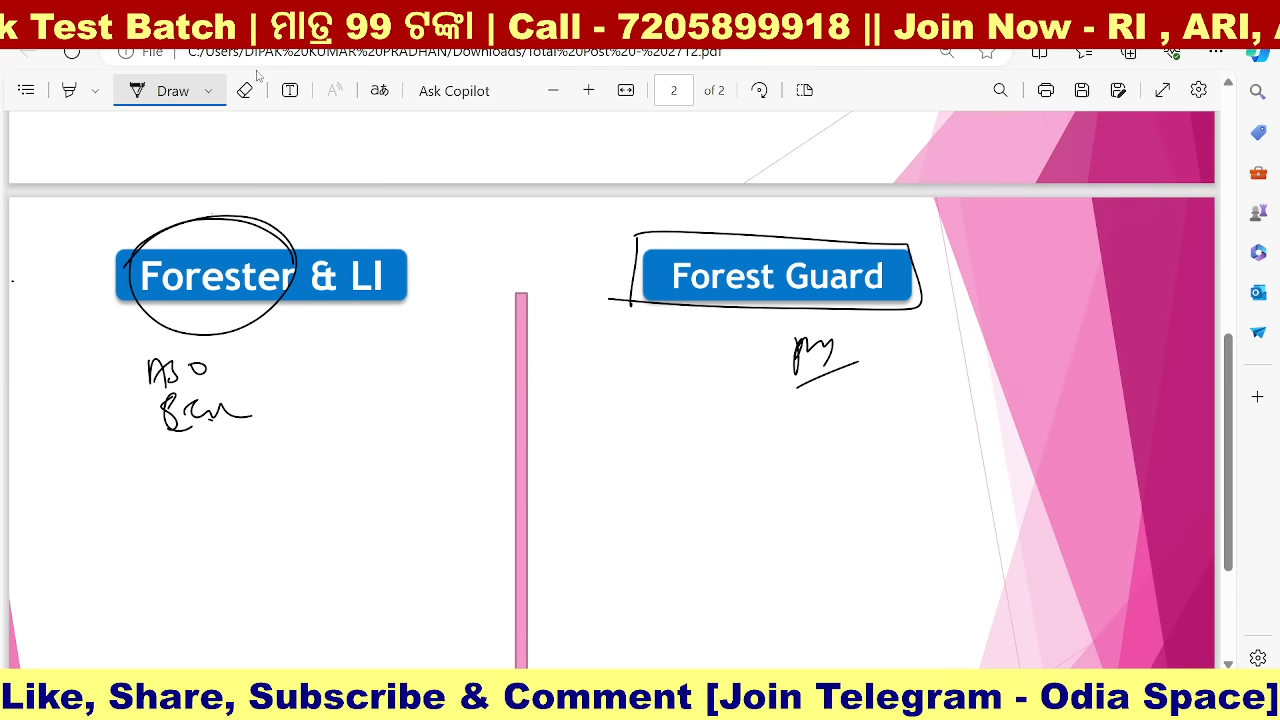 k Test Batch | ମାତ୍ର 99 ଟଙ୍କା | Call - 7205899918 || Join Now - RI , ARI, A
File C:/Users/DIPAK%20KUMAR%20PRADHAN/Downloads/Total%20Post%20-%202712.pdf
Draw Ask Copilot 2 of 2
Forester & LI
Forest Guard
ASO
Like, Share, Subscribe & Comment [Join Telegram - Odia Space]